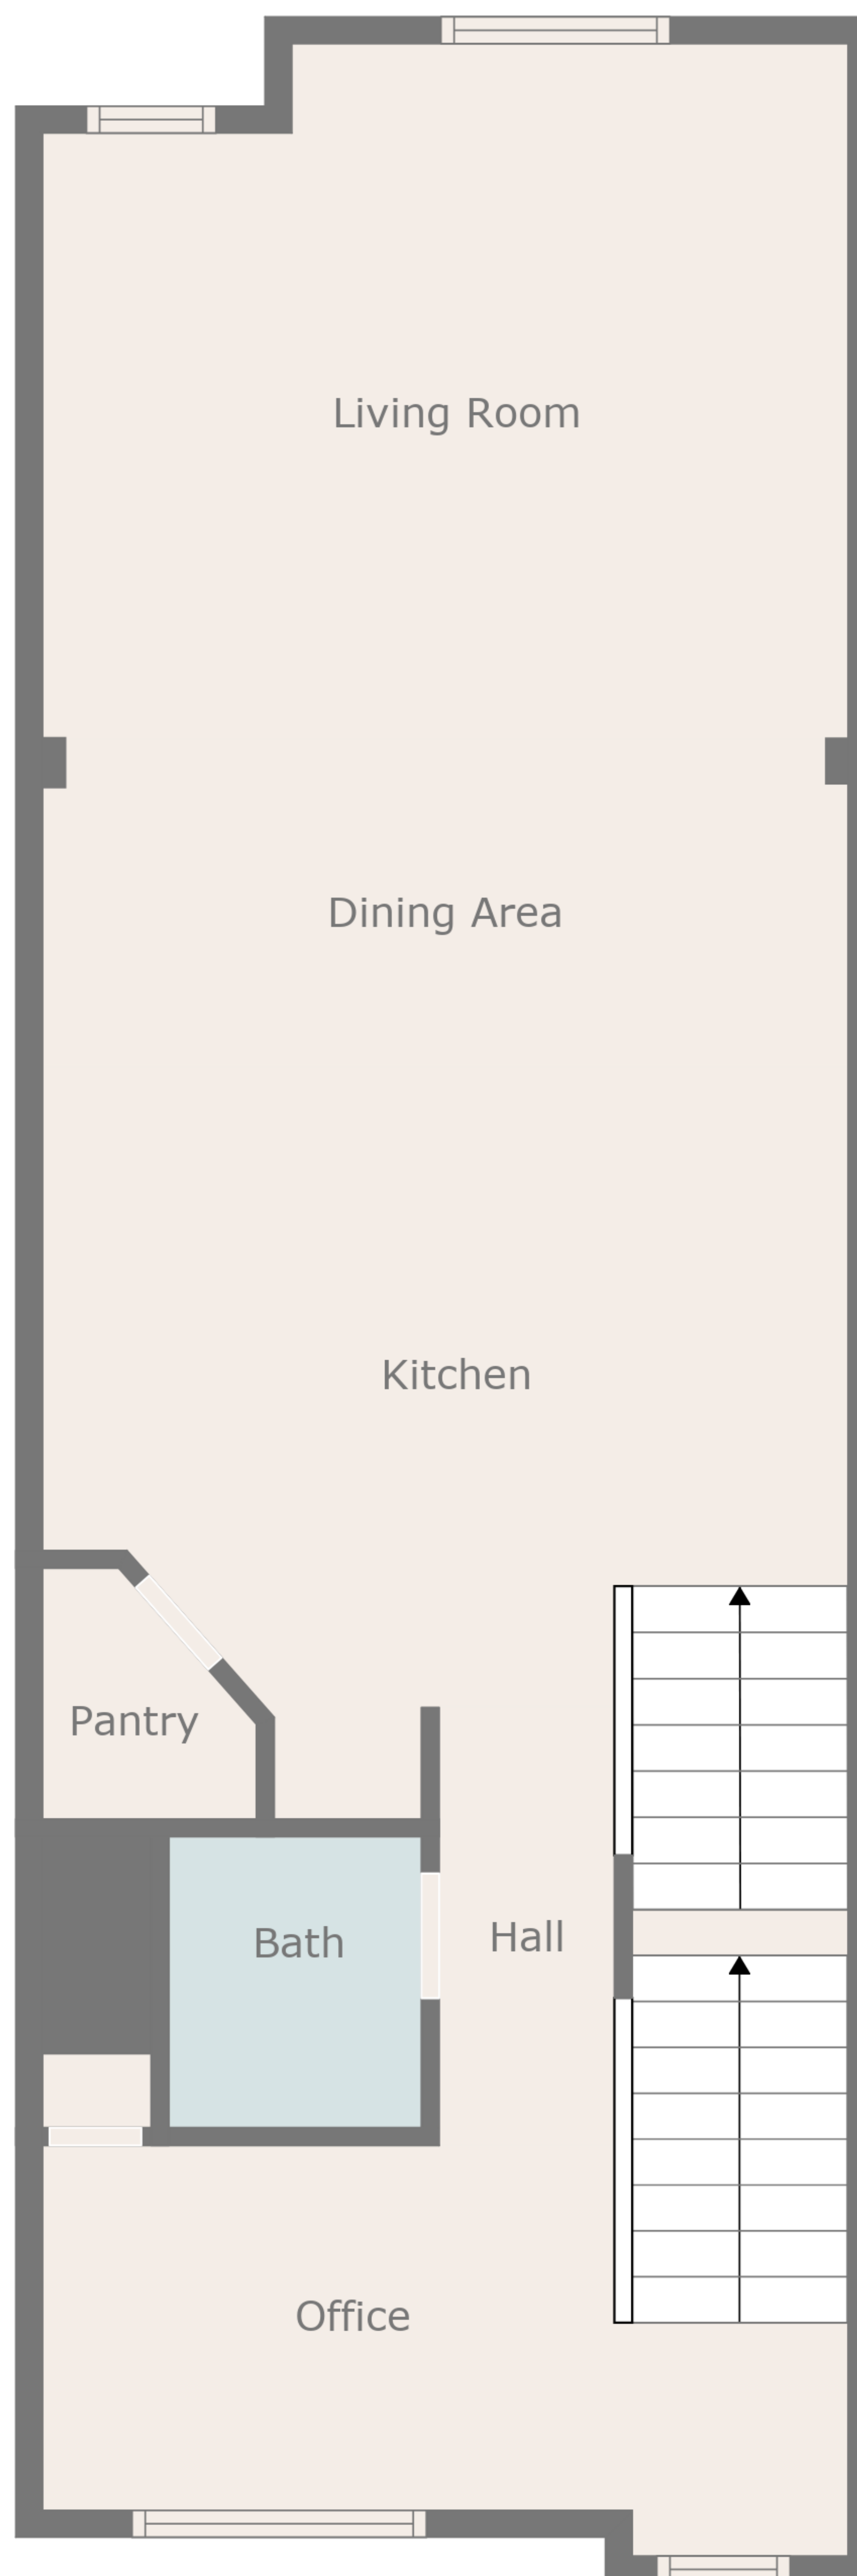 Living Room
Dining Area
Kitchen
Pantry
Bath
Hall
Office